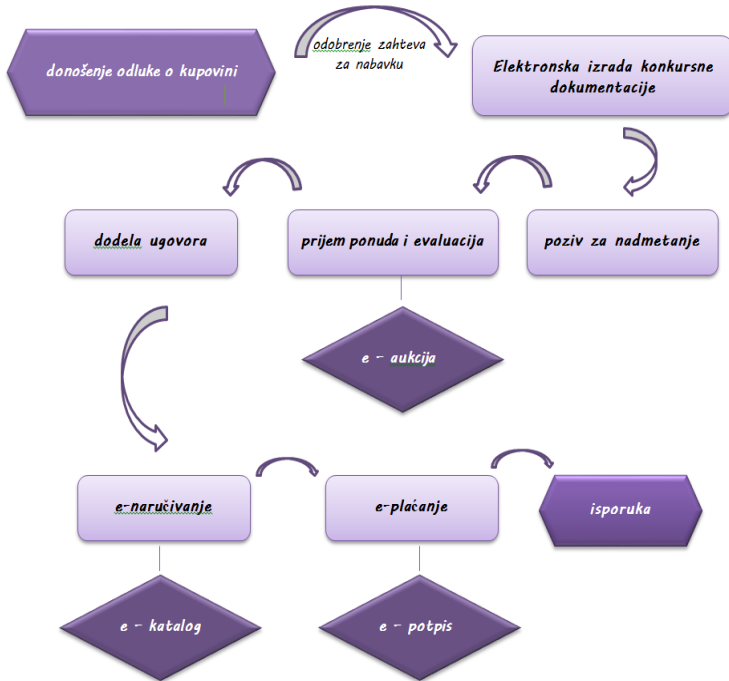 donošenje odluke o kupovini
odobrenje zahteva
za nabavku
Elektronska izrada konkursne
dokumentacije
dodela ugovora
prijem ponuda i evaluacija
poziv za nadmetanje
e - aukcija
e-naručivanje
e-plaćanje
isporuka
e - katalog
e - potpis